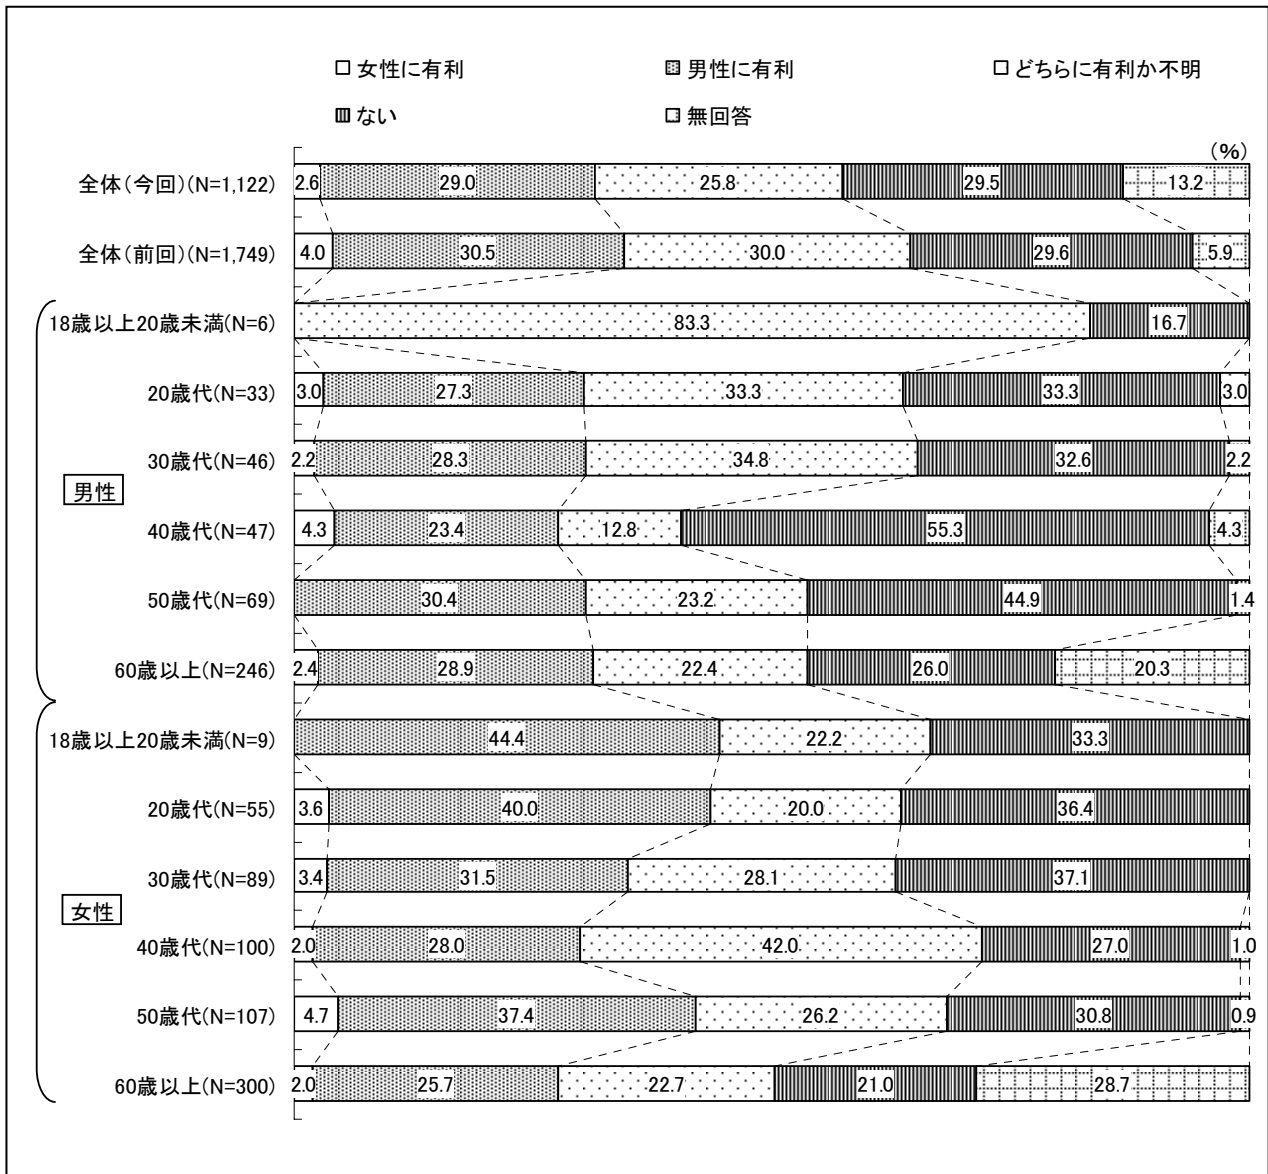 □女性に有利 男性に有利 □どちらに有利か不明
ない 無回答
(%)
全体(今回)(N=1,122) 2.6 29.0 25.8 29.5 13.2
全体(前回)(N=1,749) 4.0 30.5 30.0 29.6 5.9
18歳以上20歳未満(N=6) 83.3 16.7
20歳代(N=33) 3.0 27.3 33.3 33.3 3.0
30歳代(N=46) 2.2 28.3 34.8 32.6 2.2
男性
40歳代(N=47) 4.3 23.4 12.8 55.3 4.3
50歳代(N=69) 30.4 23.2 44.9 1.4
60歳以上(N=246) 2.4 28.9 22.4 26.0 20.3
18歳以上20歳未満(N=9) 44.4 22.2 33.3
20歳代(N=55) 3.6 40.0 20.0 36.4
30歳代(N=89) 3.4 31.5 28.1 37.1
女性
40歳代(N=100) 2.0 28.0 42.0 27.0 1.0
50歳代(N=107) 4.7 37.4 26.2 30.8 0.9
60歳以上(N=300) 2.0 25.7 22.7 21.0 28.7